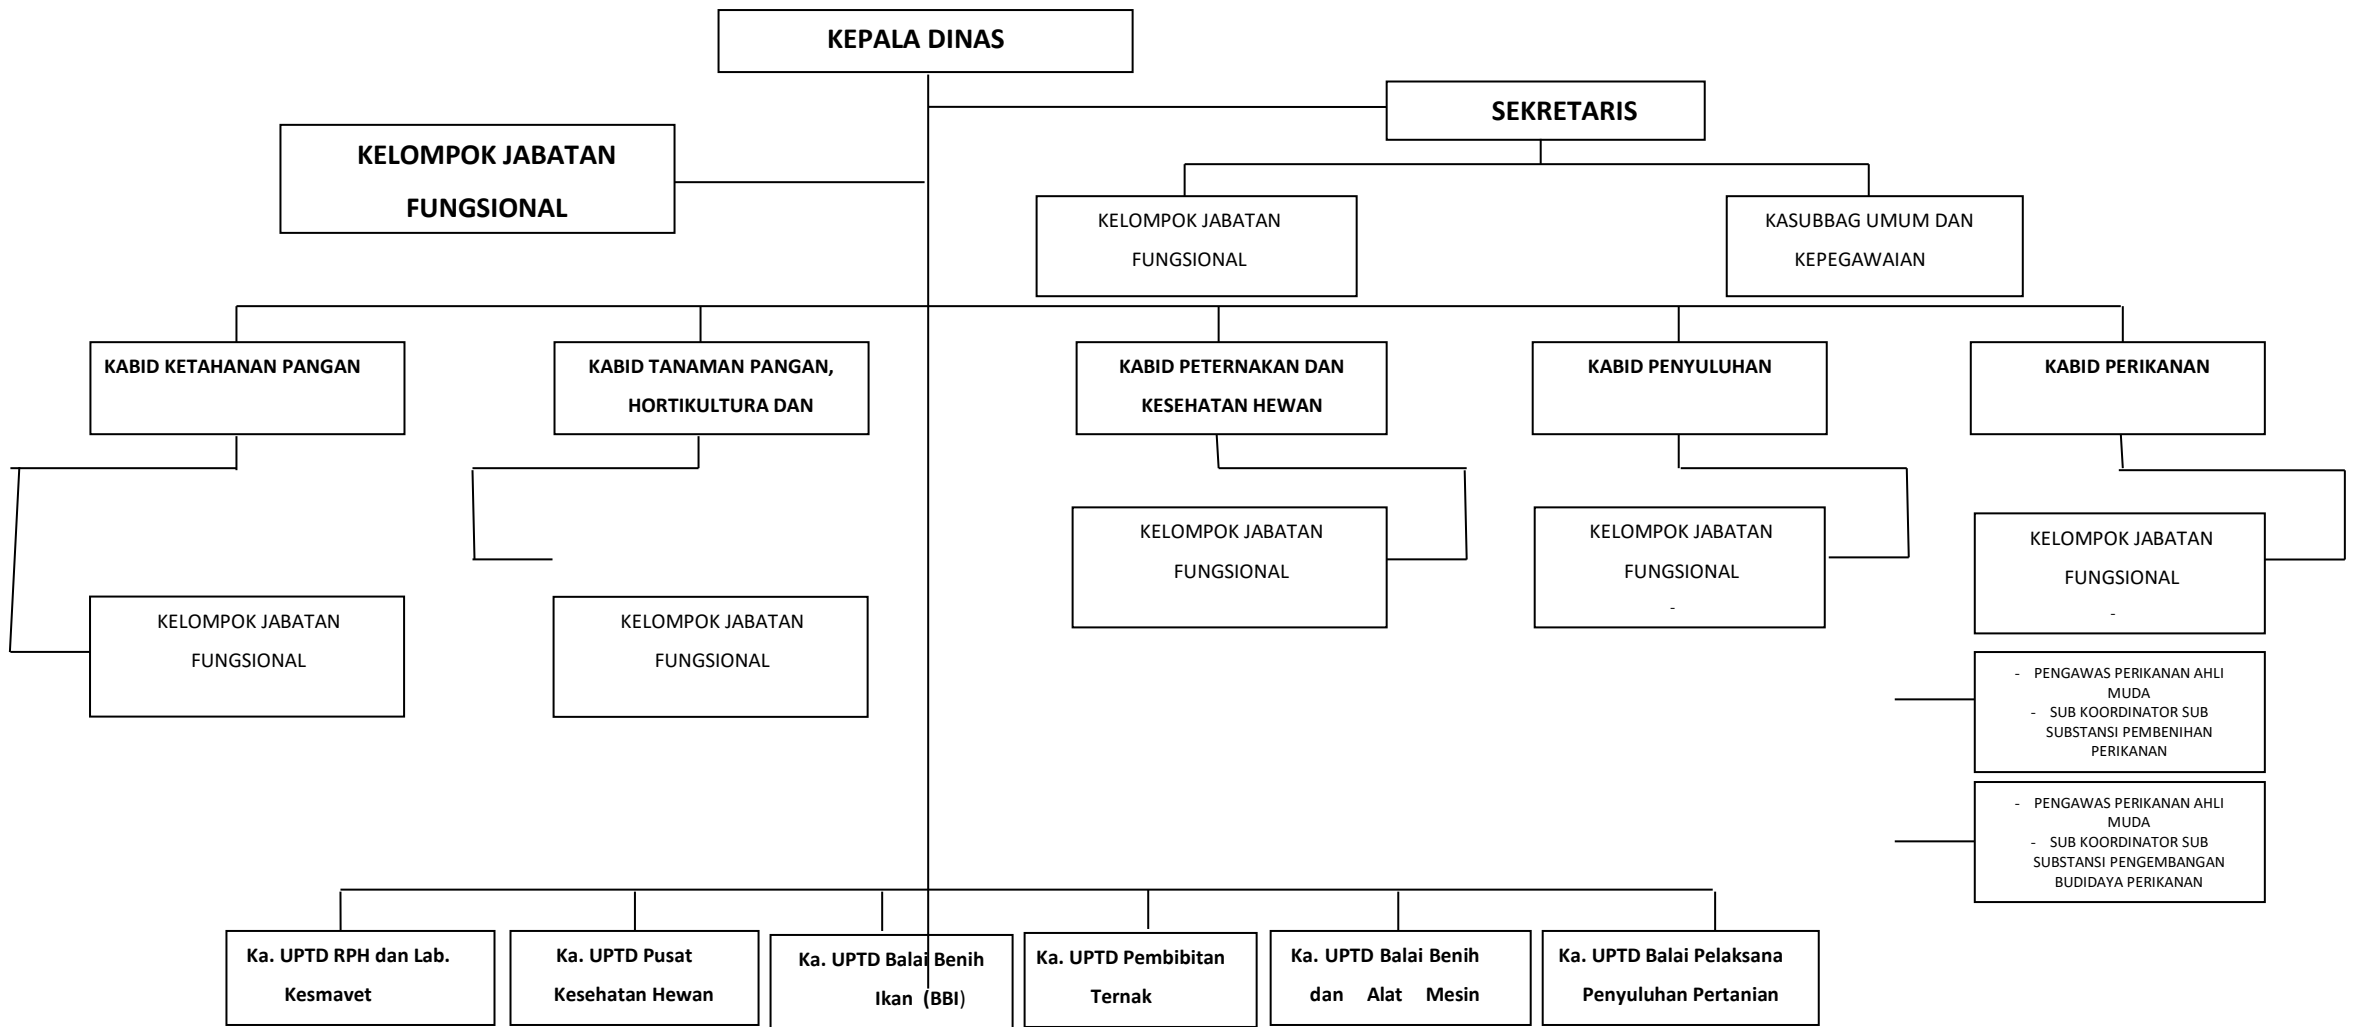 KEPALA DINAS
SEKRETARIS
KELOMPOK JABATAN
FUNGSIONAL
KELOMPOK JABATAN
FUNGSIONAL
KASUBBAG UMUM DAN
KEPEGAWAIAN
KABID KETAHANAN PANGAN
KABID TANAMAN PANGAN,
HORTIKULTURA DAN
KABID PETERNAKAN DAN
KESEHATAN HEWAN
KABID PENYULUHAN
KABID PERIKANAN
KELOMPOK JABATAN
FUNGSIONAL
KELOMPOK JABATAN
FUNGSIONAL
KELOMPOK JABATAN
FUNGSIONAL
KELOMPOK JABATAN
FUNGSIONAL
-
KELOMPOK JABATAN
FUNGSIONAL
-
- PENGAWAS PERIKANAN AHLI
MUDA
- SUB KOORDINATOR SUB
SUBSTANSI PEMBENIHAN
PERIKANAN
- PENGAWAS PERIKANAN AHLI
MUDA
- SUB KOORDINATOR SUB
SUBSTANSI PENGEMBANGAN
BUDIDAYA PERIKANAN
Ka. UPTD RPH dan Lab.
Kesmavet
Ka. UPTD Pusat
Kesehatan Hewan
Ka. UPTD Balai Benih
Ikan (BBI)
Ka. UPTD Pembibitan
Ternak
Ka. UPTD Balai Benih
dan Alat Mesin
Ka. UPTD Balai Pelaksana
Penyuluhan Pertanian